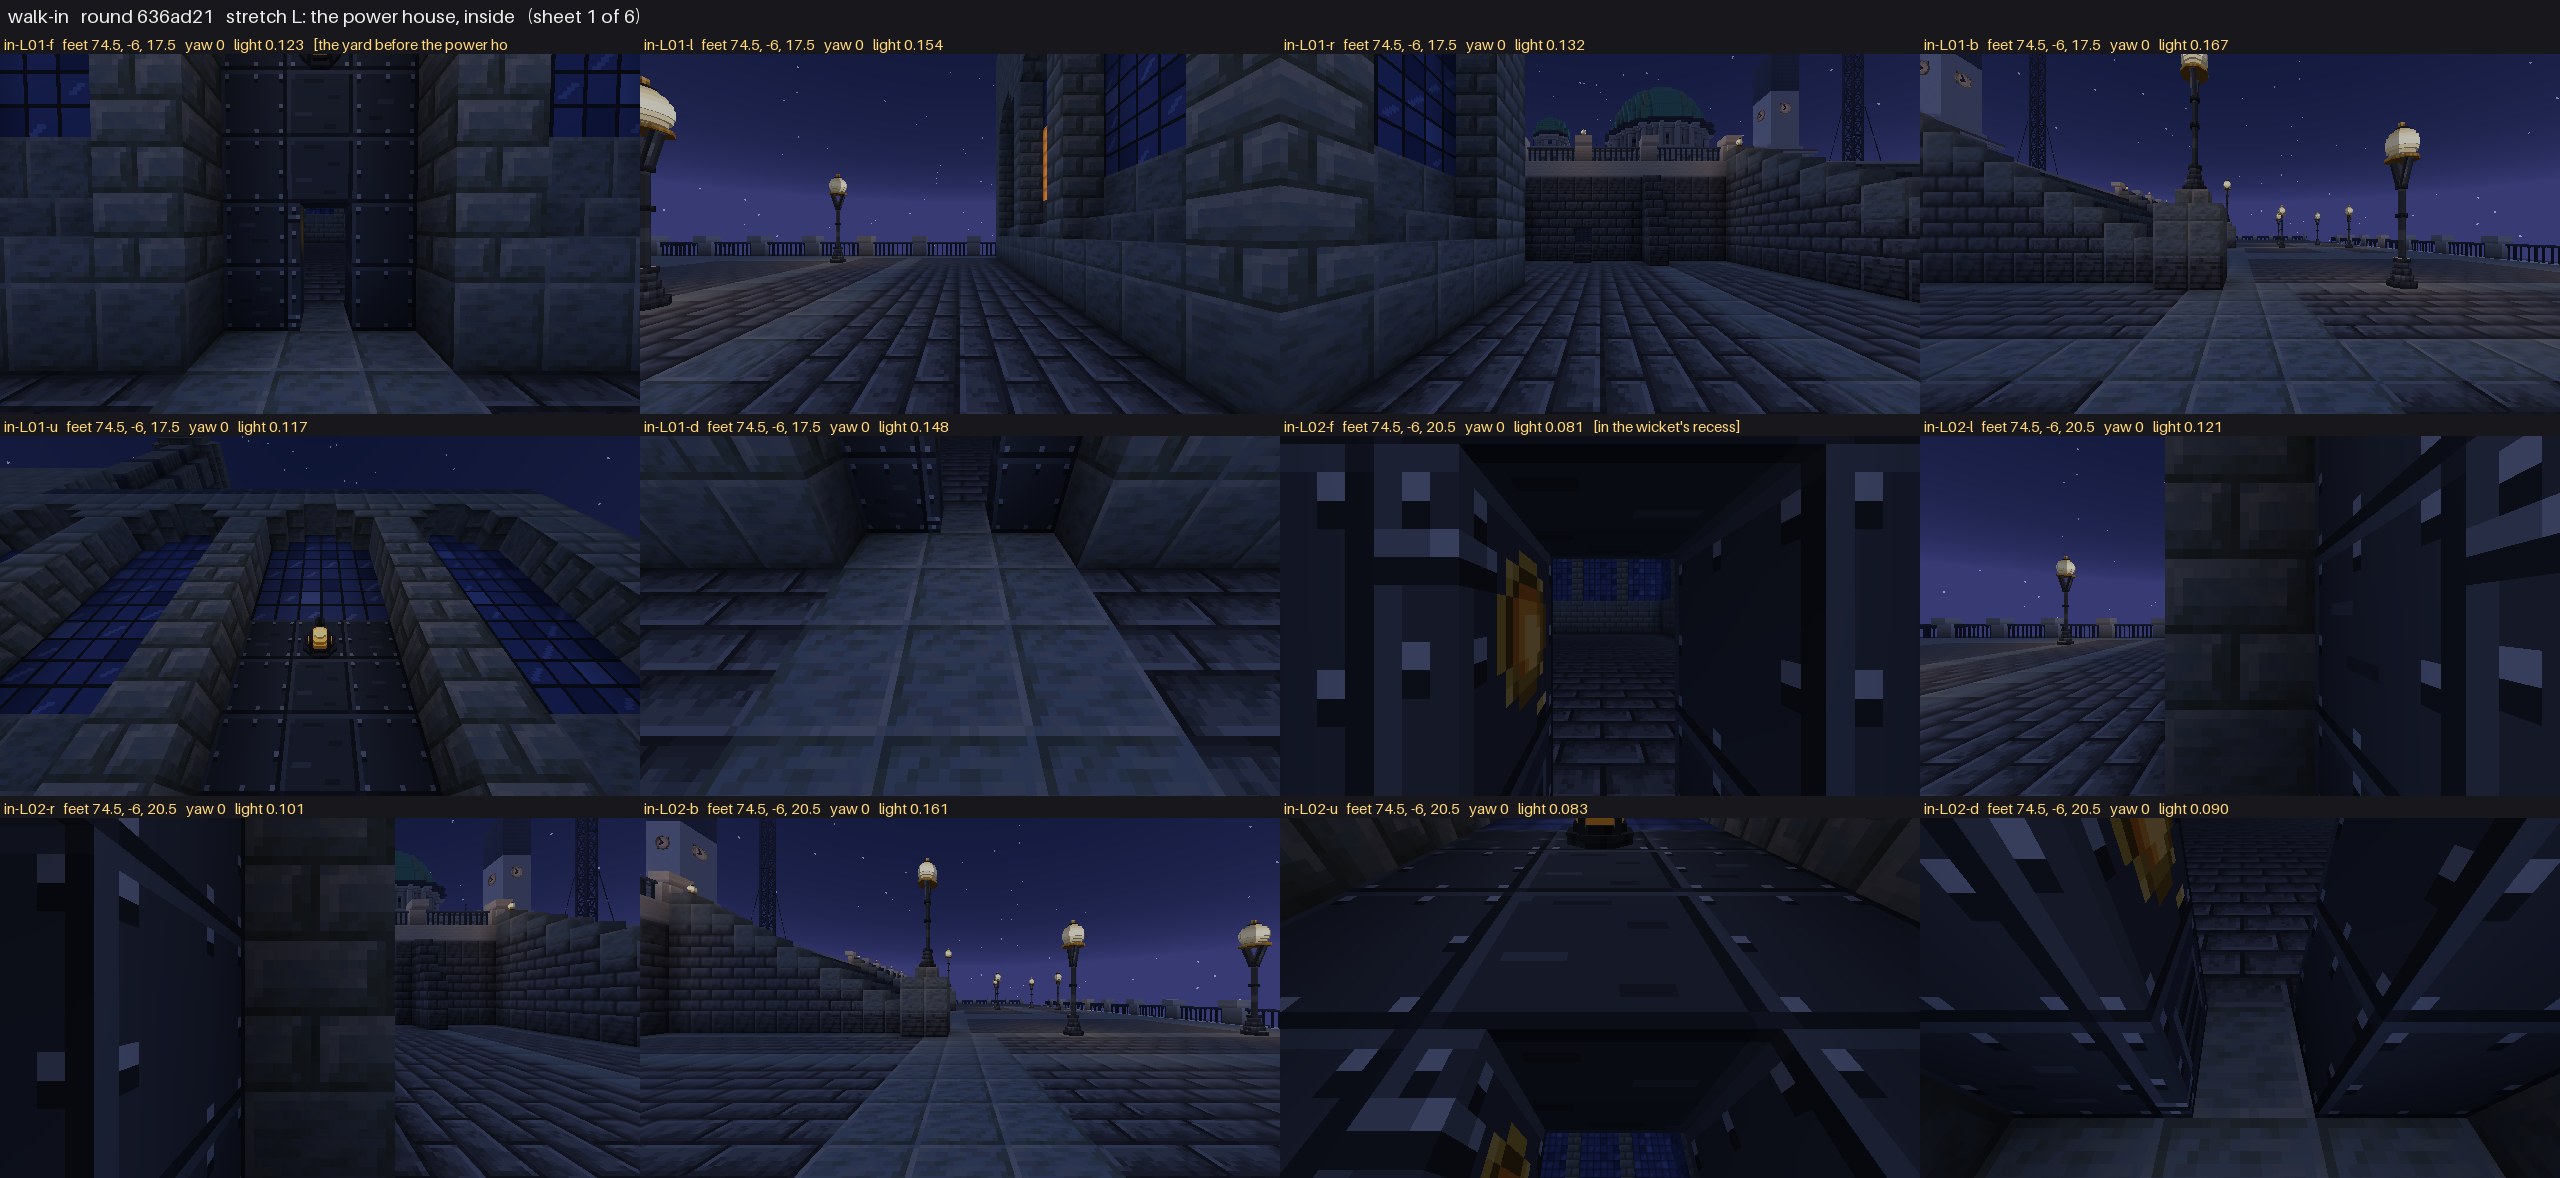 walk-in round 636ad21 stretch L: the power house, inside (sheet 1 of 6)
in-L01-f feet 74.5, -6, 17.5 yaw 0 light 0.123 [the yard before the power ho
in-L01-l feet 74.5, -6, 17.5 yaw 0 light 0.154
in-L01-r feet 74.5, -6, 17.5 yaw 0 light 0.132
in-L01-b feet 74.5, -6, 17.5 yaw 0 light 0.167
in-L01-u feet 74.5, -6, 17.5 yaw 0 light 0.117
in-L01-d feet 74.5, -6, 17.5 yaw 0 light 0.148
in-L02-f feet 74.5, -6, 20.5 yaw 0 light 0.081 [in the wicket's recess]
in-L02-l feet 74.5, -6, 20.5 yaw 0 light 0.121
in-L02-r feet 74.5, -6, 20.5 yaw 0 light 0.101
in-L02-b feet 74.5, -6, 20.5 yaw 0 light 0.161
in-L02-u feet 74.5, -6, 20.5 yaw 0 light 0.083
in-L02-d feet 74.5, -6, 20.5 yaw 0 light 0.090